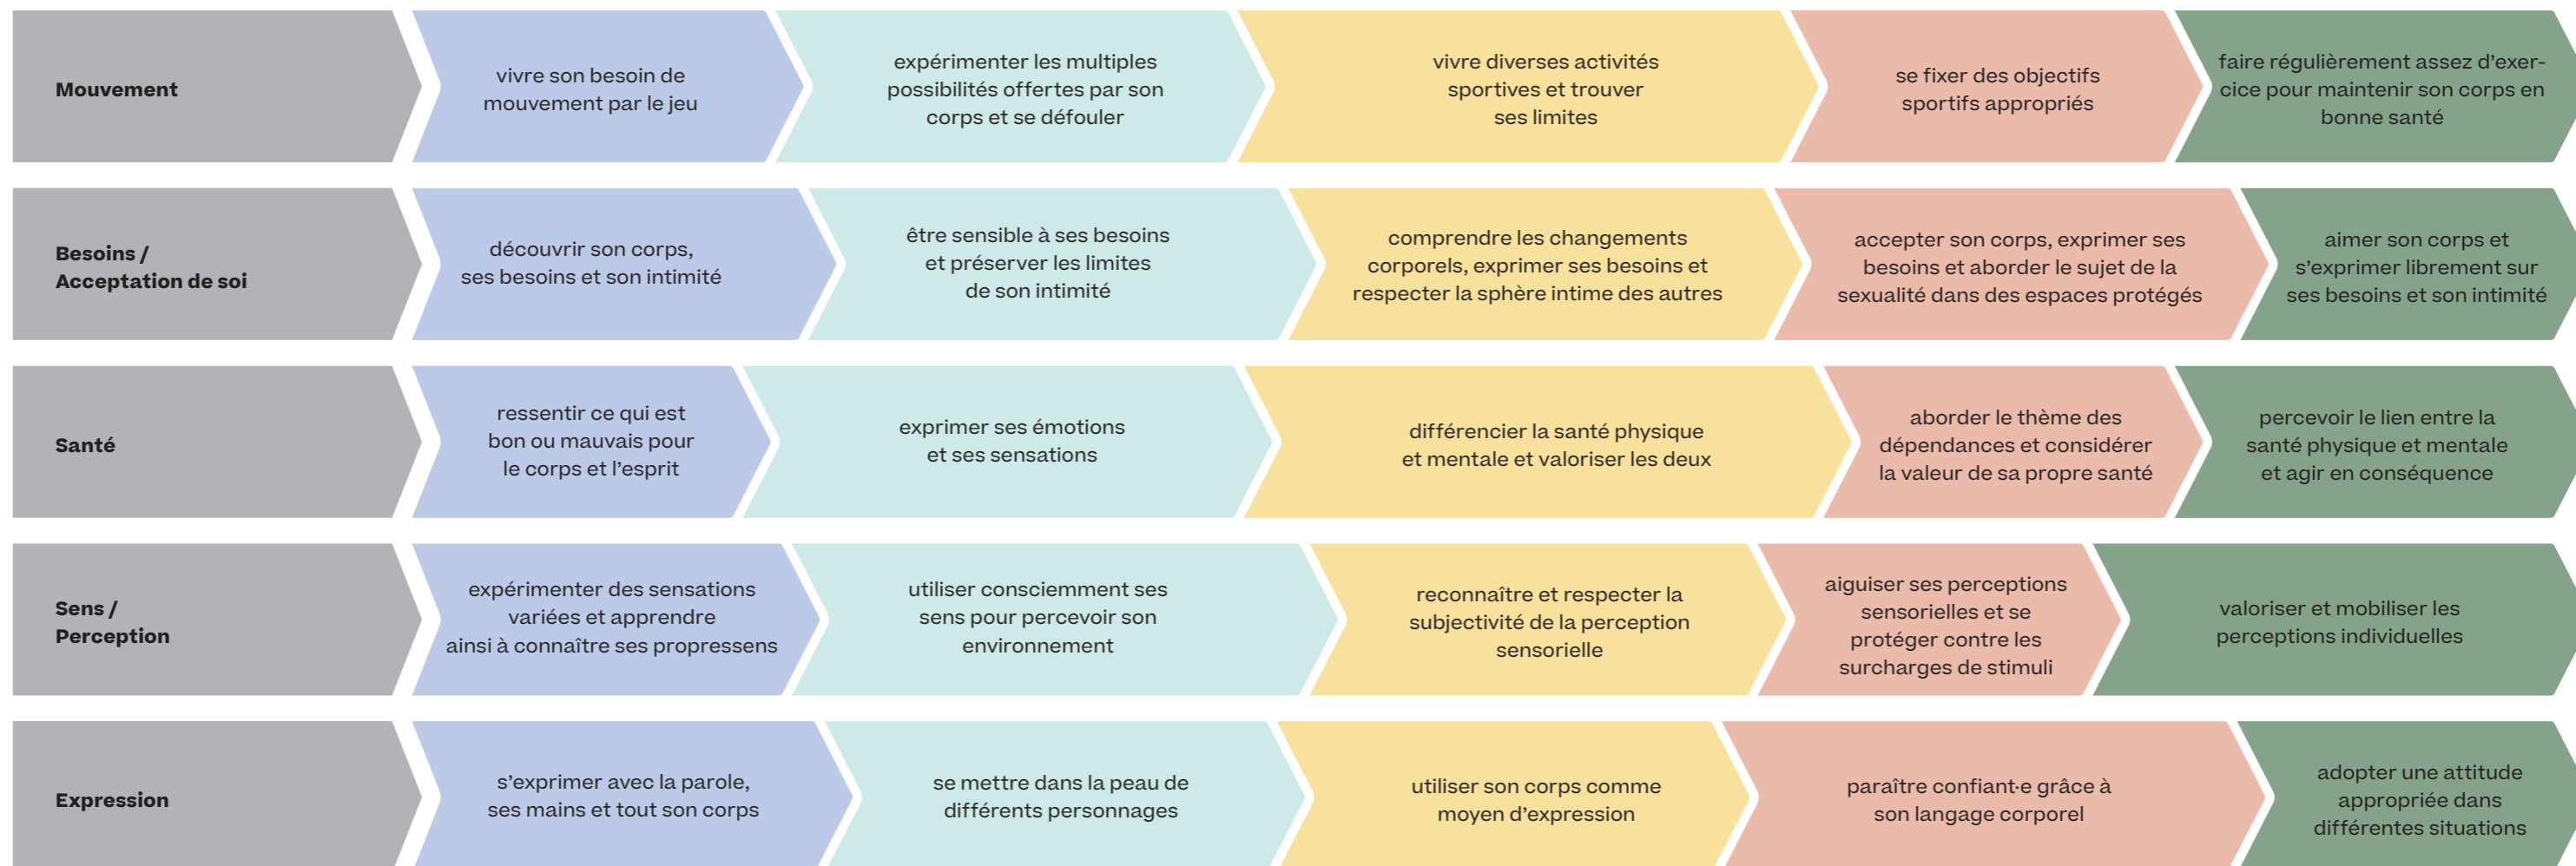 Mouvement
vivre son besoin de
mouvement par le jeu
expérimenter les multiples
possibilités offertes par son
corps et se défouler
vivre diverses activités
sportives et trouver
ses limites
se fixer des objectifs
sportifs appropriés
faire régulièrement assez d’exer-
cice pour maintenir son corps en
bonne santé
Besoins /
Acceptation de soi
découvrir son corps,
ses besoins et son intimité
être sensible à ses besoins
et préserver les limites
de son intimité
comprendre les changements
corporels, exprimer ses besoins et
respecter la sphère intime des autres
accepter son corps, exprimer ses
besoins et aborder le sujet de la
sexualité dans des espaces protégés
aimer son corps et
s’exprimer librement sur
ses besoins et son intimité
Santé
ressentir ce qui est
bon ou mauvais pour
le corps et l’esprit
exprimer ses émotions
et ses sensations
différencier la santé physique
et mentale et valoriser les deux
aborder le thème des
dépendances et considérer
la valeur de sa propre santé
percevoir le lien entre la
santé physique et mentale
et agir en conséquence
Sens /
Perception
expérimenter des sensations
variées et apprendre
ainsi à connaître ses propressens
utiliser consciemment ses
sens pour percevoir son
environnement
reconnaître et respecter la
subjectivité de la perception
sensorielle
aiguiser ses perceptions
sensorielles et se
protéger contre les
surcharges de stimuli
valoriser et mobiliser les
perceptions individuelles
Expression
s’exprimer avec la parole,
ses mains et tout son corps
se mettre dans la peau de
différents personnages
utiliser son corps comme
moyen d’expression
paraître confiant·e grâce à
son langage corporel
adopter une attitude
appropriée dans
différentes situations